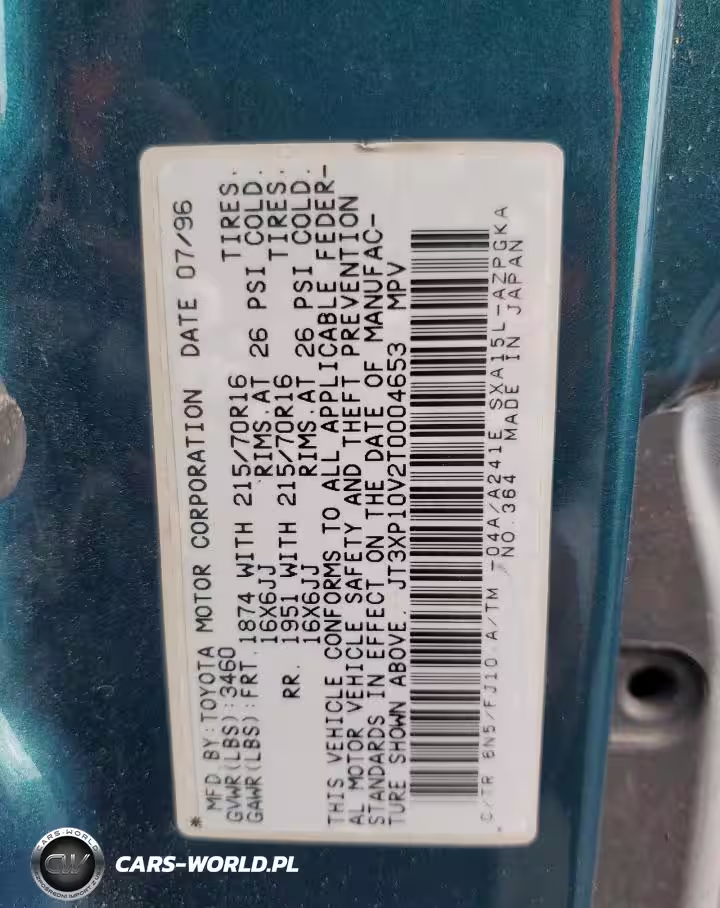 * MFD BY:TOYOTA MOTOR CORPORATION DATE 07/96
GVWR(LBS):3460
GAWR(LBS):FRT. 1874 WITH 215/70R16 TIRES.
16X6JJ RIMS.AT 26 PSI COLD.
RR. 1951 WITH 215/70R16 TIRES.
16X6JJ RIMS.AT 26 PSI COLD.
THIS VEHICLE CONFORMS TO ALL APPLICABLE FEDER-
AL MOTOR VEHICLE SAFETY AND THEFT PREVENTION
STANDARDS IN EFFECT ON THE DATE OF MANUFAC-
TURE SHOWN ABOVE. JT3XP10V2T0004653 MPV
C/TR 6N5/FJ10.A/TM -04A/A241E SXA15L-AZPGKA
NO.364 MADE IN JAPAN
CARS-WORLD
CW
CARS-WORLD.PL